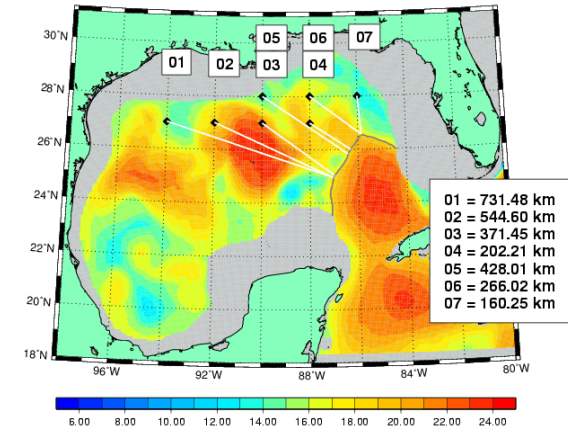 30°N
28°N
26°N
24°N
22°N
20°N
18°N
05 06 07
01 02 03 04
01 = 731.48 km
02 = 544.60 km
03 = 371.45 km
04 = 202.21 km
05 = 428.01 km
06 = 266.02 km
07 = 160.25 km
96°W 92°W 88°W 84°W 80°W
6.00 8.00 10.00 12.00 14.00 16.00 18.00 20.00 22.00 24.00